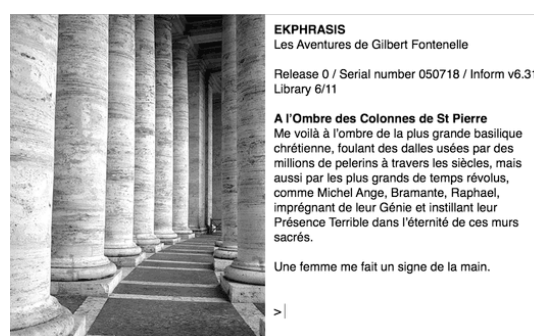 EKPHRASIS
Les Aventures de Gilbert Fontenelle
Release 0 / Serial number 050718 / Inform v6.31
Library 6/11
A l'Ombre des Colonnes de St Pierre
Me voilà à l'ombre de la plus grande basilique
chrétienne, foulant des dalles usées par des
millions de pelerins à travers les siècles, mais
aussi par les plus grands de temps révolus,
comme Michel Ange, Bramante, Raphael,
imprégnant de leur Génie et instillant leur
Présence Terrible dans l'éternité de ces murs
sacrés.
Une femme me fait un signe de la main.
>